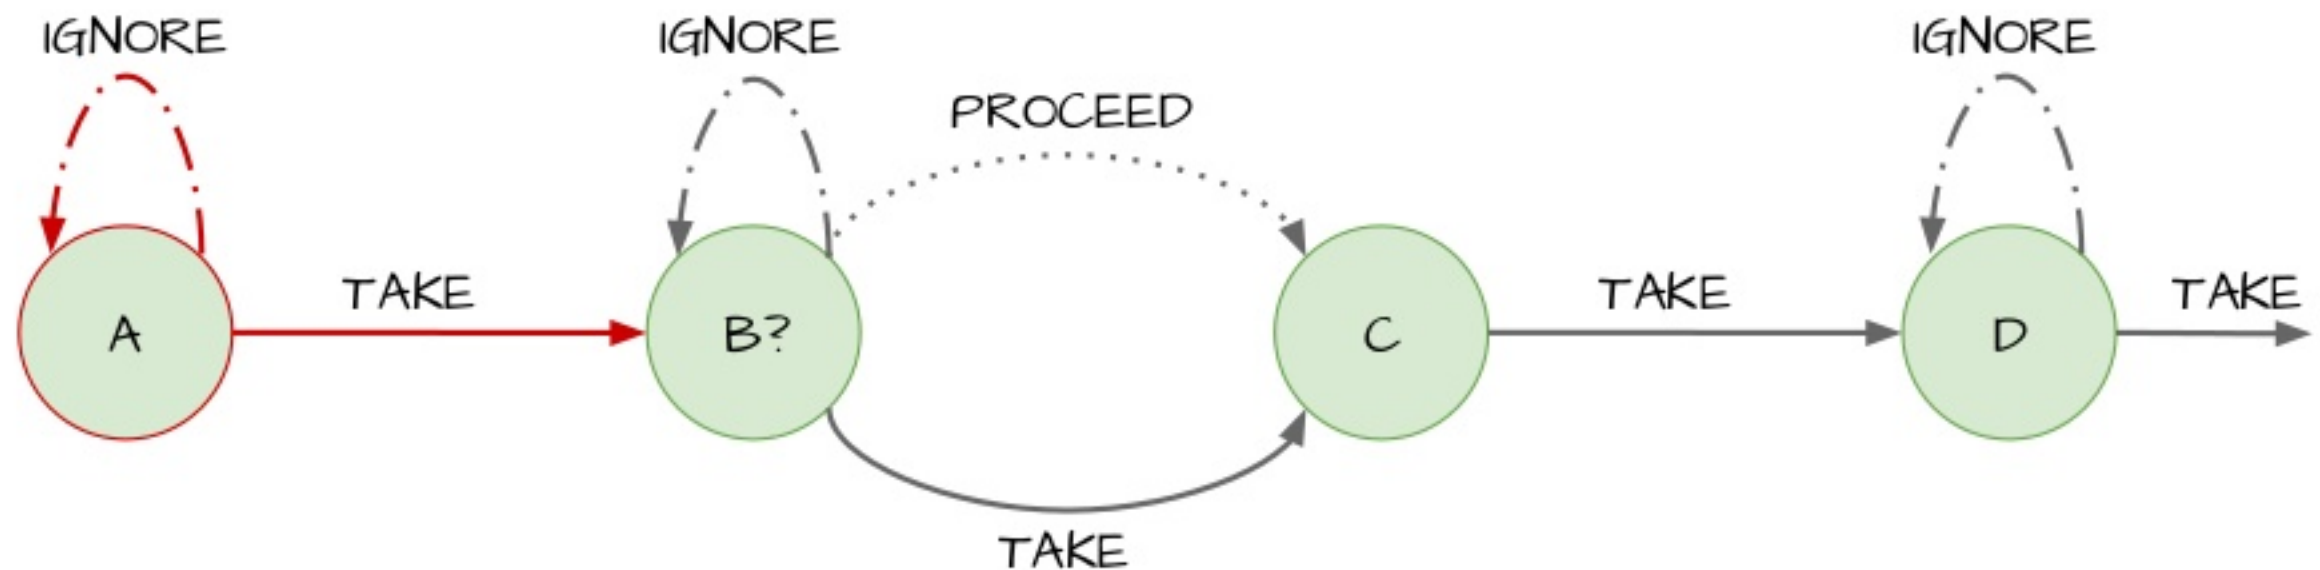 IGNORE
IGNORE
IGNORE
PROCEED
TAKE
TAKE
TAKE
A
B?
C
D
TAKE